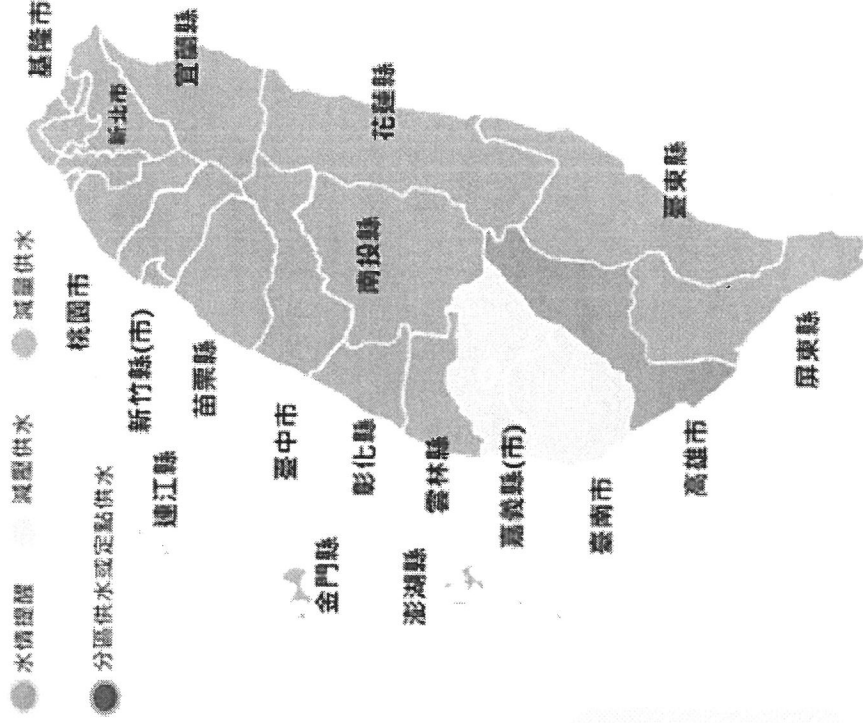 水情提醒
減壓供水
減量供水
分區供水或定點供水
基隆市
新北市
桃園市
宜蘭縣
新竹縣(市)
連江縣
苗栗縣
花蓮縣
臺中市
南投縣
金門縣
彰化縣
雲林縣
澎湖縣
嘉義縣(市)
臺東縣
臺南市
高雄市
屏東縣